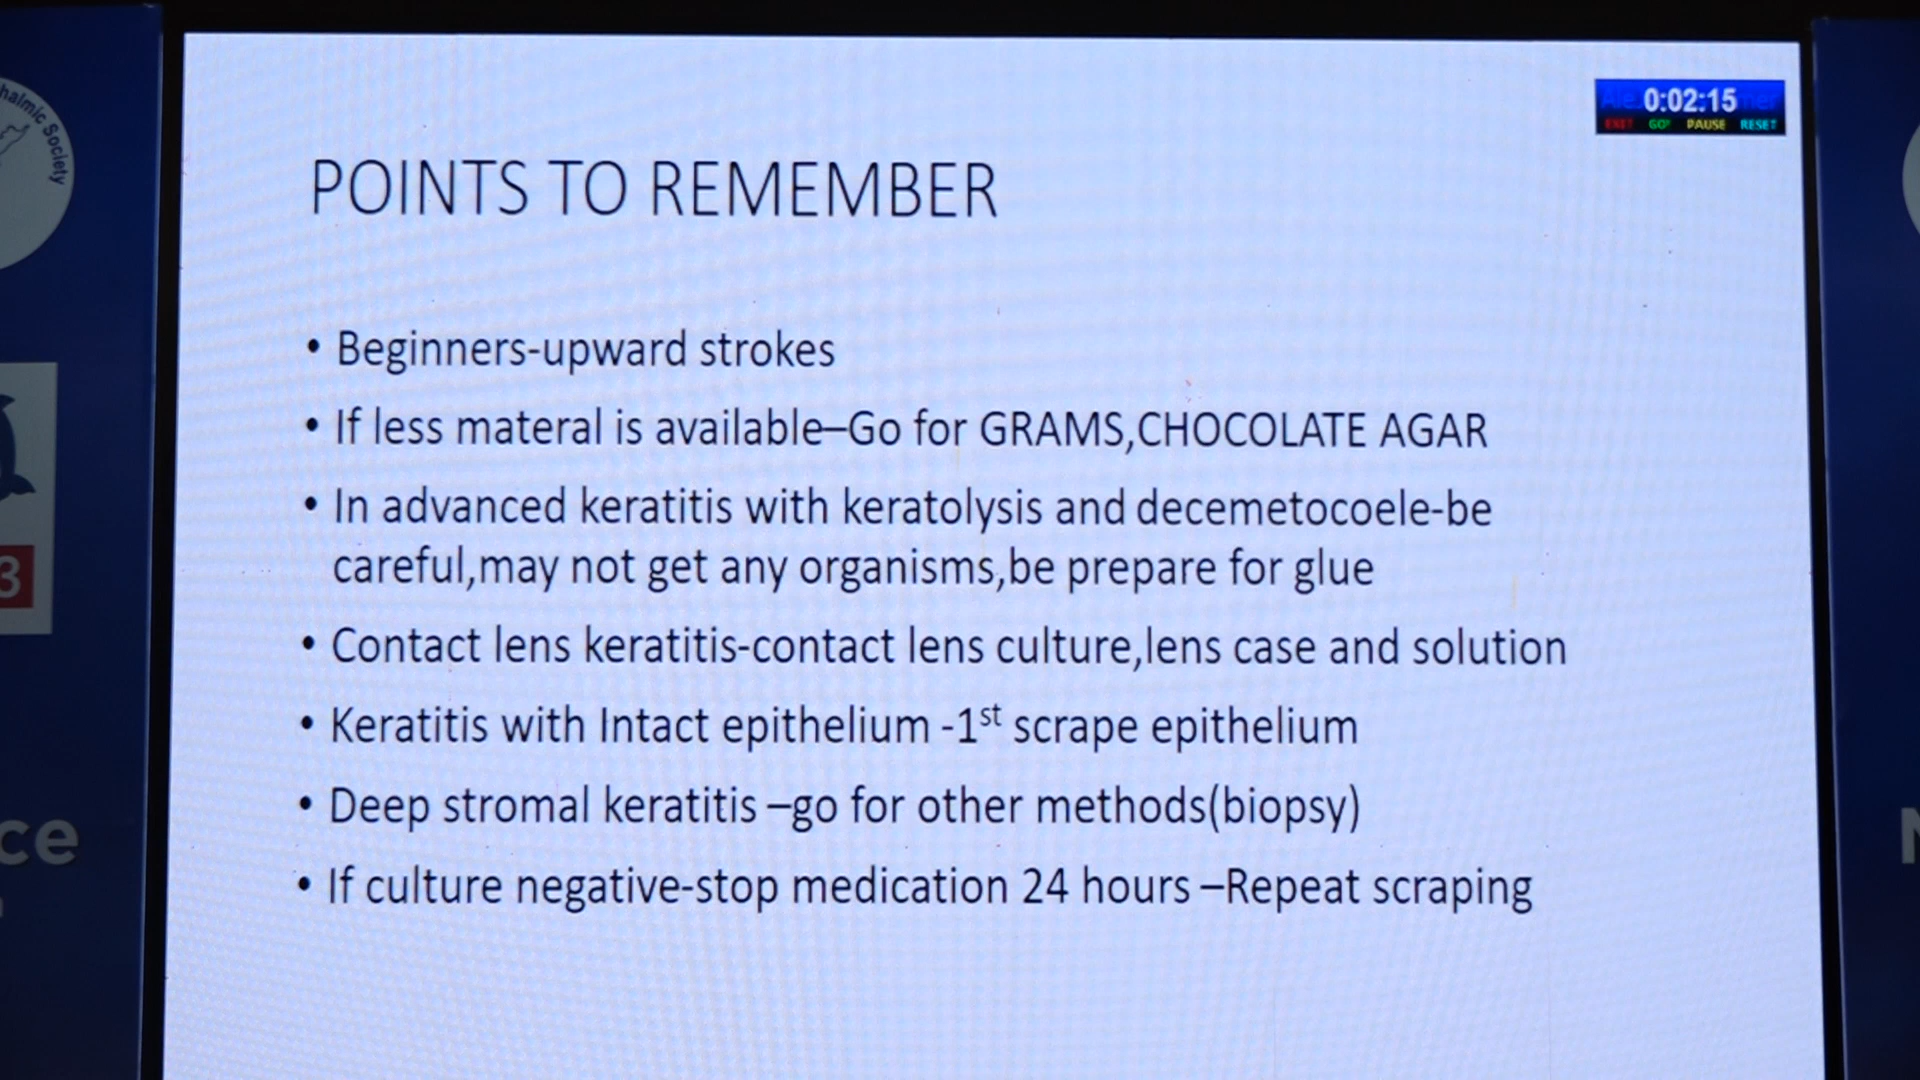 halmic Society
0:02:15
EXIT GO PAUSE RESET
POINTS TO REMEMBER
• Beginners-upward strokes
• If less materal is available–Go for GRAMS,CHOCOLATE AGAR
• In advanced keratitis with keratolysis and decemetocoele-be
careful,may not get any organisms,be prepare for glue
• Contact lens keratitis-contact lens culture,lens case and solution
• Keratitis with Intact epithelium -1st scrape epithelium
• Deep stromal keratitis –go for other methods(biopsy)
• If culture negative-stop medication 24 hours –Repeat scraping
3
ce